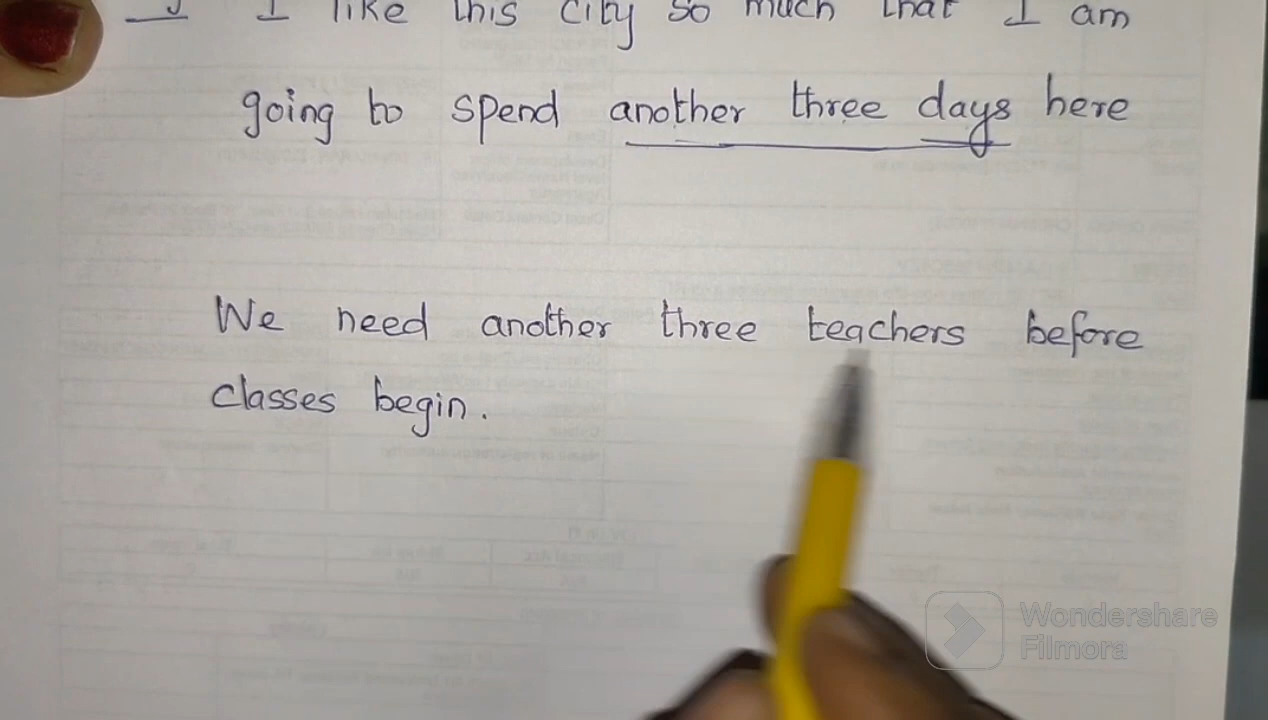 I like this city so much that I am
going to spend another three days here
We need another three teachers before
classes begin.
Wondershare
Filmora